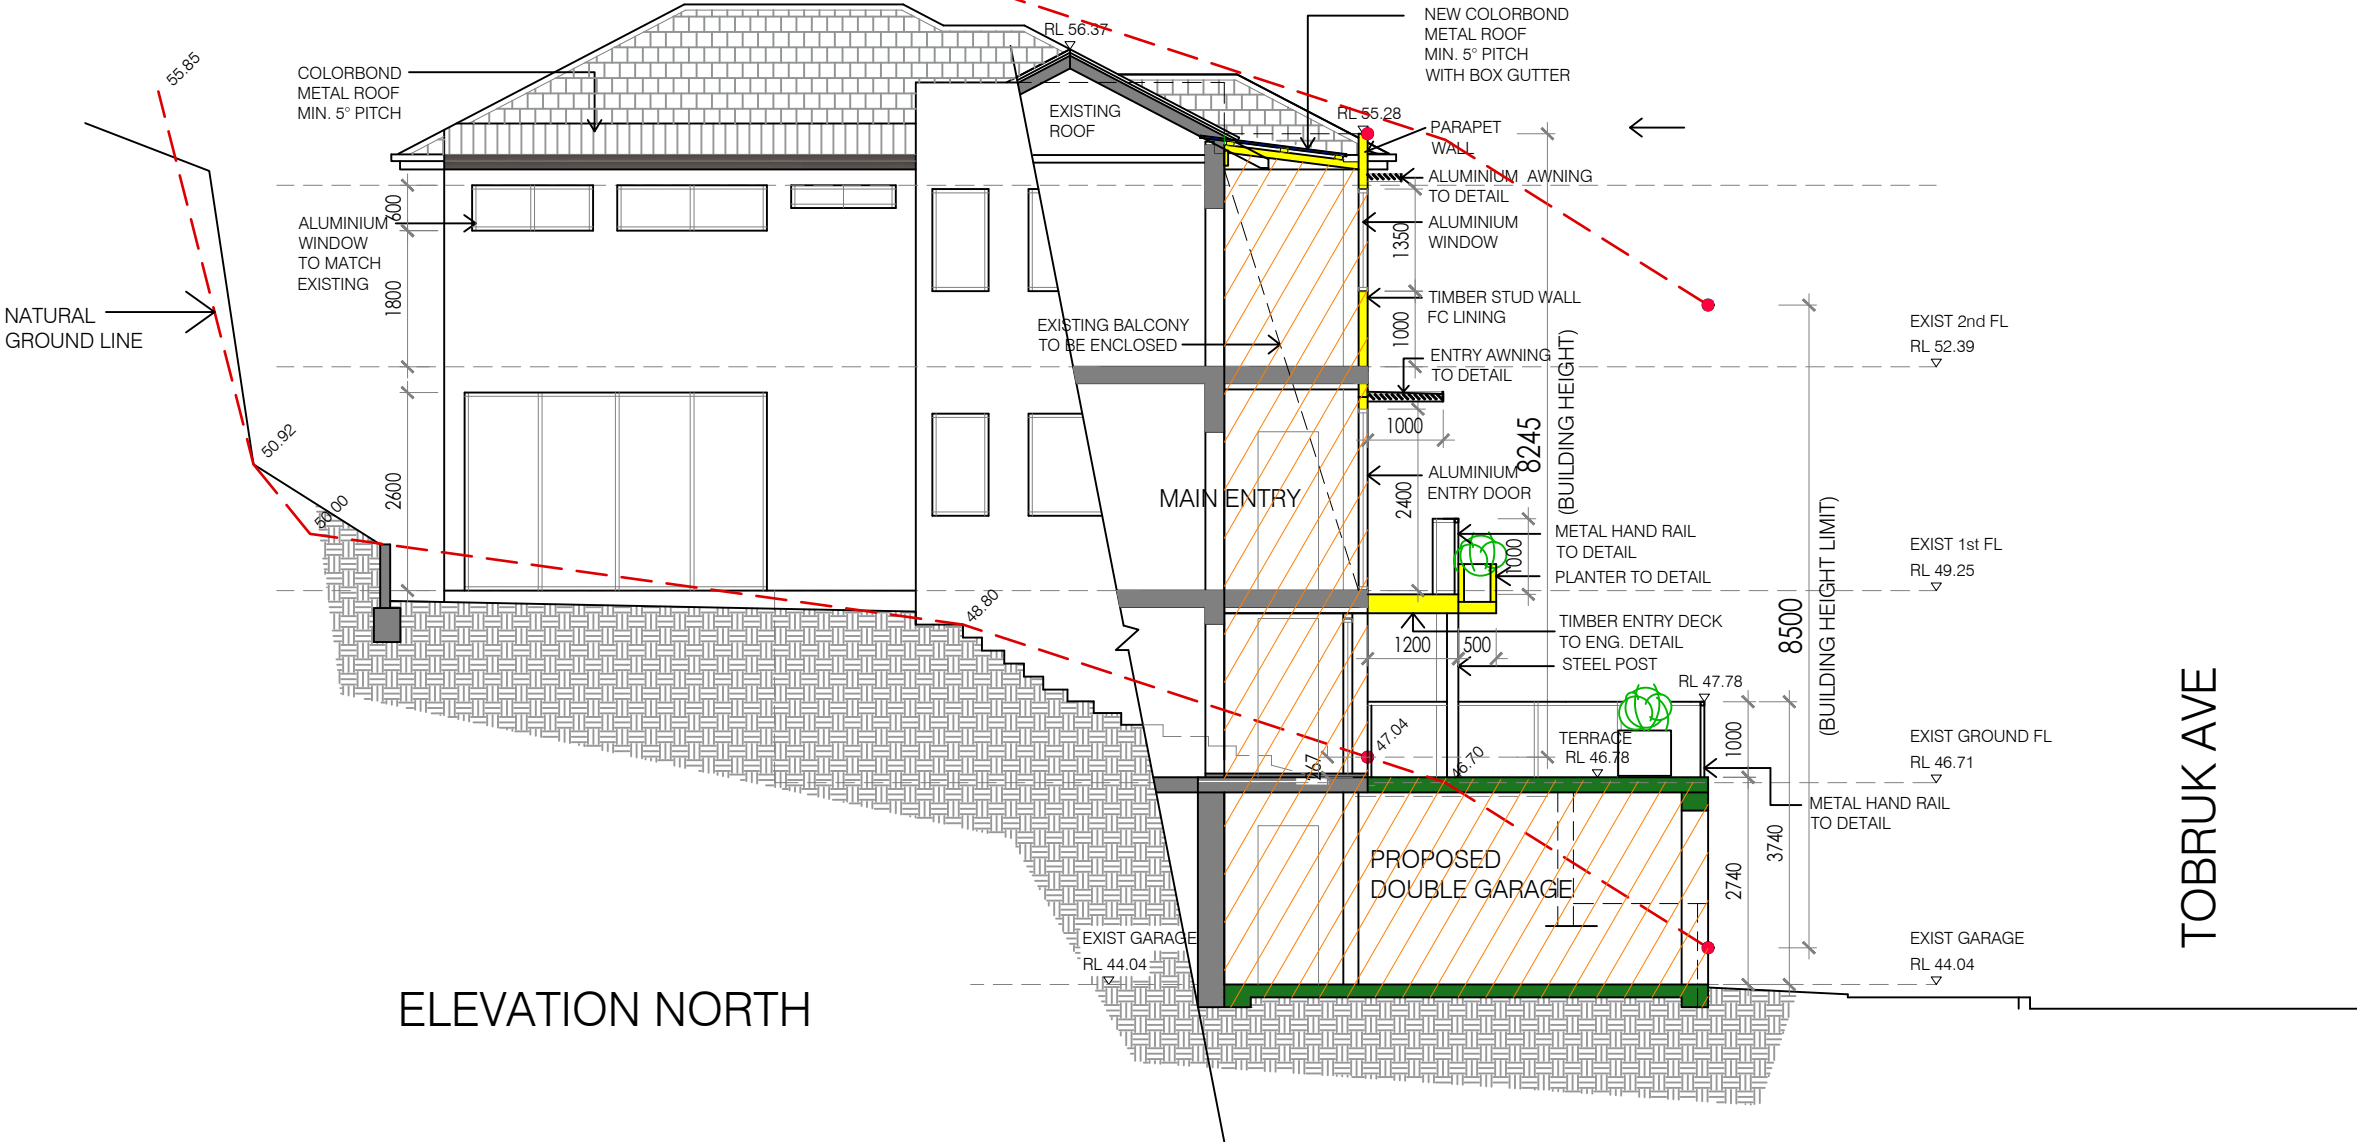 NEW COLORBOND
METAL ROOF
MIN. 5° PITCH
WITH BOX GUTTER
RL 56.37
55.85
COLORBOND
METAL ROOF
MIN. 5° PITCH
EXISTING
ROOF
RL 55.28
PARAPET
WALL
ALUMINIUM AWNING
TO DETAIL
600
ALUMINIUM
WINDOW
TO MATCH
EXISTING
ALUMINIUM
WINDOW
1350
1800
NATURAL
GROUND LINE
TIMBER STUD WALL
FC LINING
1000
EXISTING BALCONY
TO BE ENCLOSED
EXIST 2nd FL
RL 52.39
ENTRY AWNING
TO DETAIL
1000
8245
(BUILDING HEIGHT)
50.92
2600
50.00
MAIN ENTRY
ALUMINIUM
ENTRY DOOR
2400
METAL HAND RAIL
TO DETAIL
1000
PLANTER TO DETAIL
EXIST 1st FL
RL 49.25
8500
(BUILDING HEIGHT LIMIT)
48.80
TIMBER ENTRY DECK
TO ENG. DETAIL
1200
500
STEEL POST
RL 47.78
47.04
46.70
767
TERRACE
RL 46.78
1000
EXIST GROUND FL
RL 46.71
METAL HAND RAIL
TO DETAIL
3740
2740
PROPOSED
DOUBLE GARAGE
EXIST GARAGE
RL 44.04
EXIST GARAGE
RL 44.04
TOBRUK AVE
ELEVATION NORTH